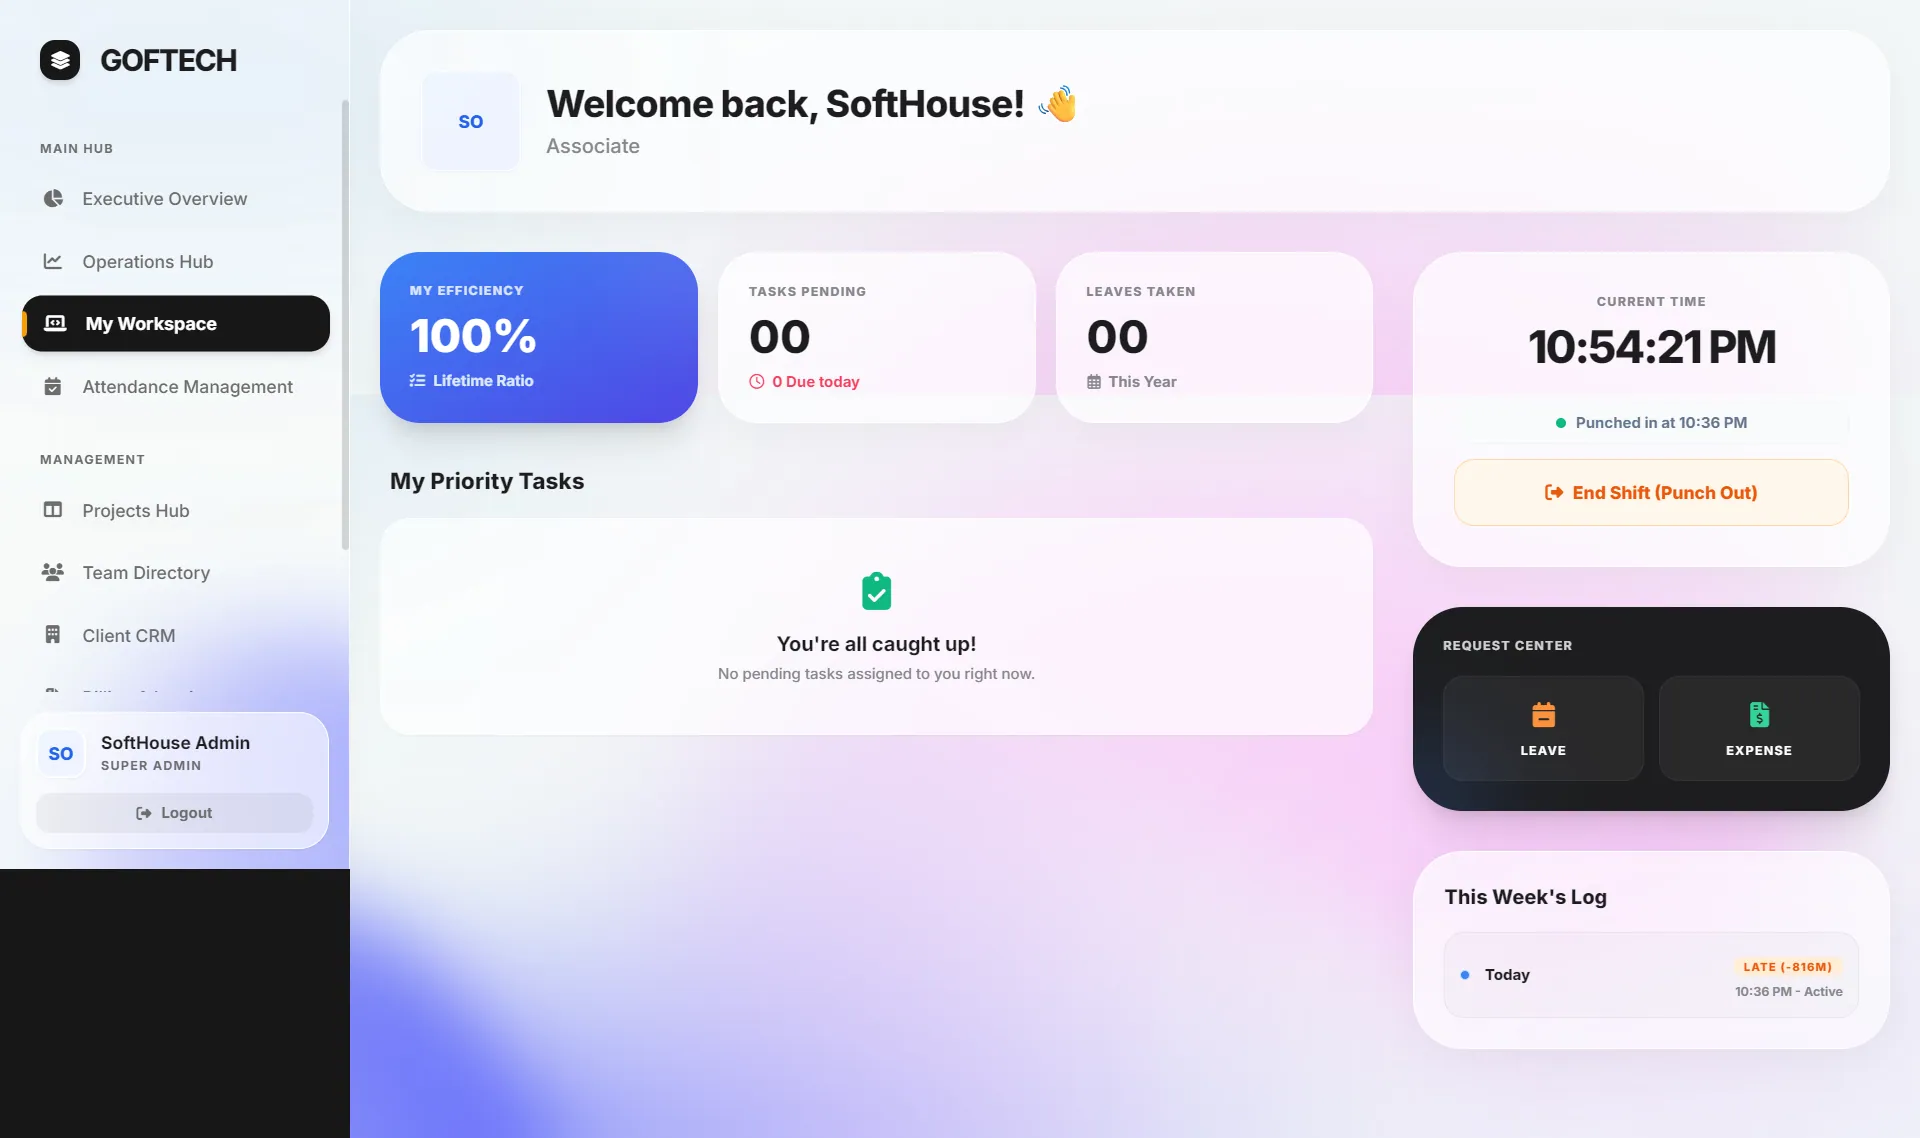 GOFTECH
MAIN HUB
Executive Overview
Operations Hub
My Workspace
Attendance Management
MANAGEMENT
Projects Hub
Team Directory
Client CRM
SO
SoftHouse Admin
SUPER ADMIN
Logout
SO
Welcome back, SoftHouse! 👋
Associate
MY EFFICIENCY
100%
Lifetime Ratio
TASKS PENDING
00
0 Due today
LEAVES TAKEN
00
This Year
My Priority Tasks
You're all caught up!
No pending tasks assigned to you right now.
CURRENT TIME
10:54:21 PM
Punched in at 10:36 PM
End Shift (Punch Out)
REQUEST CENTER
LEAVE
EXPENSE
This Week's Log
Today
LATE (-816M)
10:36 PM - Active